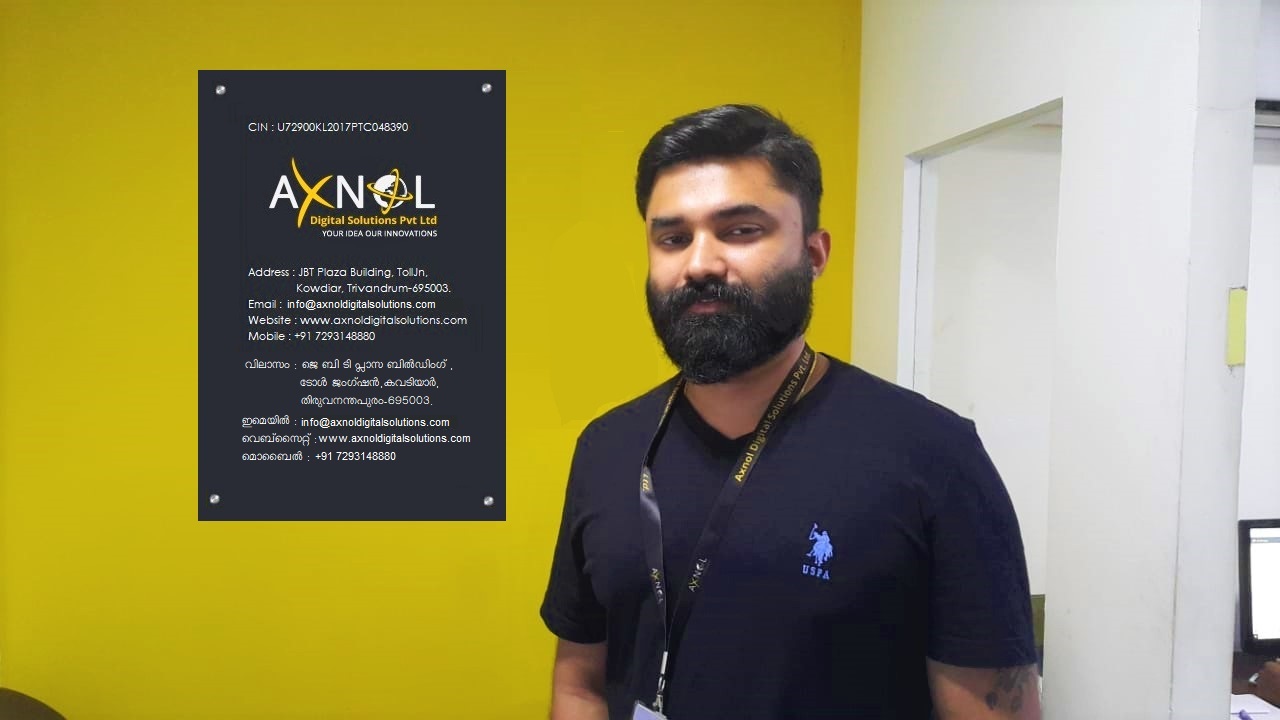 CIN : U72900KL2017PTC048390
AXNOL
Digital Solutions Pvt Ltd
YOUR IDEA OUR INNOVATIONS
Address : JBT Plaza Building, TollJn,
Kowdiar, Trivandrum-695003.
Email : info@axnoldigitalsolutions.com
Website : www.axnoldigitalsolutions.com
Mobile : +91 7293148880
വിലാസം : ജെ ബി ടി പ്ലാസ ബിൽഡിംഗ് ,
ടോൾ ജംഗ്ഷൻ,കവടിയാർ,
തിരുവനന്തപുരം-695003.
ഇമെയിൽ : info@axnoldigitalsolutions.com
വെബ്സൈറ്റ് : www.axnoldigitalsolutions.com
മൊബൈൽ : +91 7293148880
Axnol Digital Solutions Pvt Ltd
AXNOL
Ltd.
AXNOL
USPA